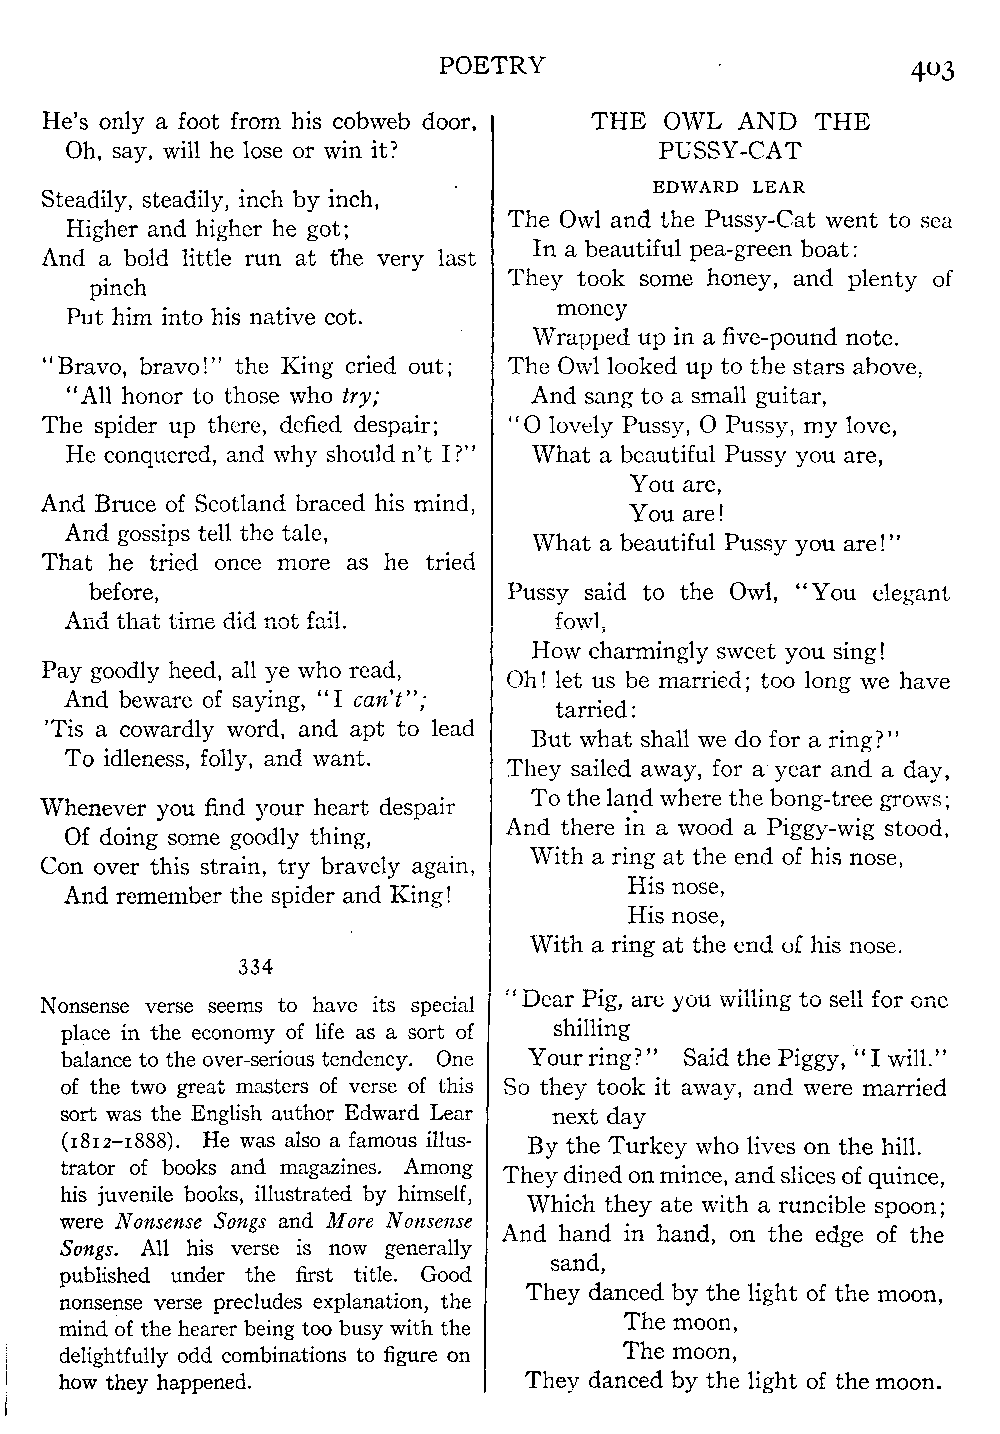 POETRY
403
He's only a foot from his cobweb door,
Oh, say, will he lose or win it?
Steadily, steadily, inch by inch,
Higher and higher he got;
And a bold little run at the very last
pinch
Put him into his native cot.
"Bravo, bravo!" the King cried out;
"All honor to those who try;
The spider up there, defied despair;
He conquered, and why shouldn't I?"
And Bruce of Scotland braced his mind,
And gossips tell the tale,
That he tried once more as he tried
before,
And that time did not fail.
Pay goodly heed, all ye who read,
And beware of saying, "I can't";
'Tis a cowardly word, and apt to lead
To idleness, folly, and want.
Whenever you find your heart despair
Of doing some goodly thing,
Con over this strain, try bravely again,
And remember the spider and King!
334
Nonsense verse seems to have its special
place in the economy of life as a sort of
balance to the over-serious tendency. One
of the two great masters of verse of this
sort was the English author Edward Lear
(1812–1888). He was also a famous illus-
trator of books and magazines. Among
his juvenile books, illustrated by himself,
were Nonsense Songs and More Nonsense
Songs. All his verse is now generally
published under the first title. Good
nonsense verse precludes explanation, the
mind of the hearer being too busy with the
delightfully odd combinations to figure on
how they happened.
THE OWL AND THE
PUSSY-CAT
EDWARD LEAR
The Owl and the Pussy-Cat went to sea
In a beautiful pea-green boat:
They took some honey, and plenty of
money
Wrapped up in a five-pound note.
The Owl looked up to the stars above,
And sang to a small guitar,
"O lovely Pussy, O Pussy, my love,
What a beautiful Pussy you are,
You are,
You are!
What a beautiful Pussy you are!"
Pussy said to the Owl, "You elegant
fowl,
How charmingly sweet you sing!
Oh! let us be married; too long we have
tarried:
But what shall we do for a ring?"
They sailed away, for a year and a day,
To the land where the bong-tree grows;
And there in a wood a Piggy-wig stood,
With a ring at the end of his nose,
His nose,
His nose,
With a ring at the end of his nose.
"Dear Pig, are you willing to sell for one
shilling
Your ring?" Said the Piggy, "I will."
So they took it away, and were married
next day
By the Turkey who lives on the hill.
They dined on mince, and slices of quince,
Which they ate with a runcible spoon;
And hand in hand, on the edge of the
sand,
They danced by the light of the moon,
The moon,
The moon,
They danced by the light of the moon.